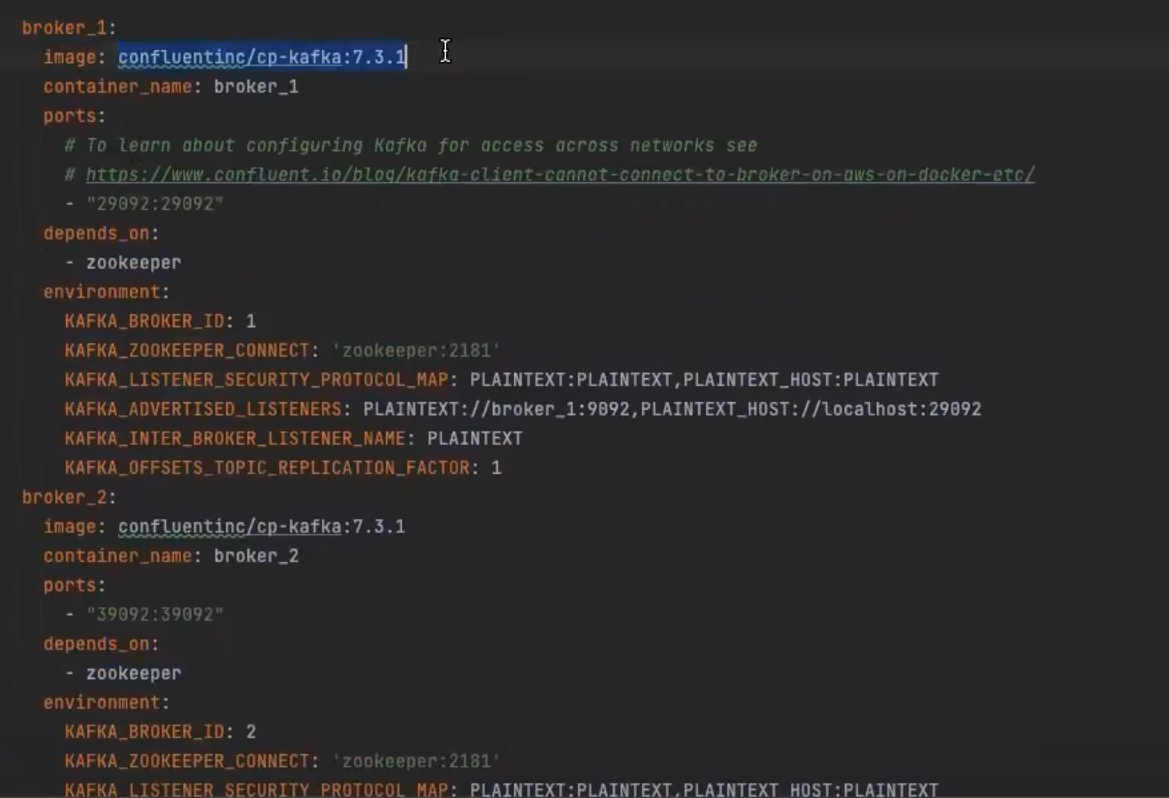 broker_1:
image: confluentinc/cp-kafka:7.3.1
container_name: broker_1
ports:
# To learn about configuring Kafka for access across networks see
# https://www.confluent.io/blog/kafka-client-cannot-connect-to-broker-on-aws-on-docker-etc/
- "29092:29092"
depends_on:
- zookeeper
environment:
KAFKA_BROKER_ID: 1
KAFKA_ZOOKEEPER_CONNECT: 'zookeeper:2181'
KAFKA_LISTENER_SECURITY_PROTOCOL_MAP: PLAINTEXT:PLAINTEXT,PLAINTEXT_HOST:PLAINTEXT
KAFKA_ADVERTISED_LISTENERS: PLAINTEXT://broker_1:9092,PLAINTEXT_HOST://localhost:29092
KAFKA_INTER_BROKER_LISTENER_NAME: PLAINTEXT
KAFKA_OFFSETS_TOPIC_REPLICATION_FACTOR: 1
broker_2:
image: confluentinc/cp-kafka:7.3.1
container_name: broker_2
ports:
- "39092:39092"
depends_on:
- zookeeper
environment:
KAFKA_BROKER_ID: 2
KAFKA_ZOOKEEPER_CONNECT: 'zookeeper:2181'
KAFKA_LISTENER_SECURITY_PROTOCOL_MAP: PLAINTEXT:PLAINTEXT,PLAINTEXT_HOST:PLAINTEXT